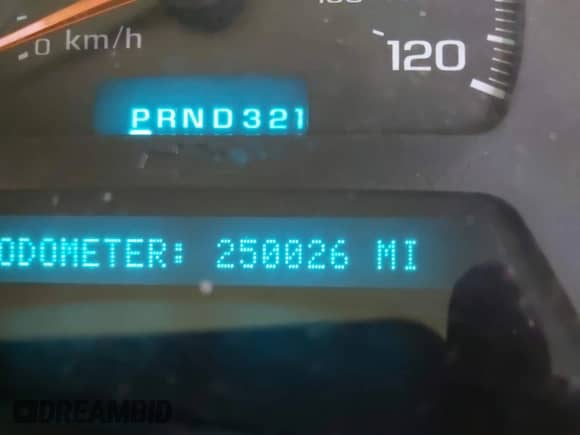 0 km/h
120
PRND321
ODOMETER: 250026 MI
DREAMBID